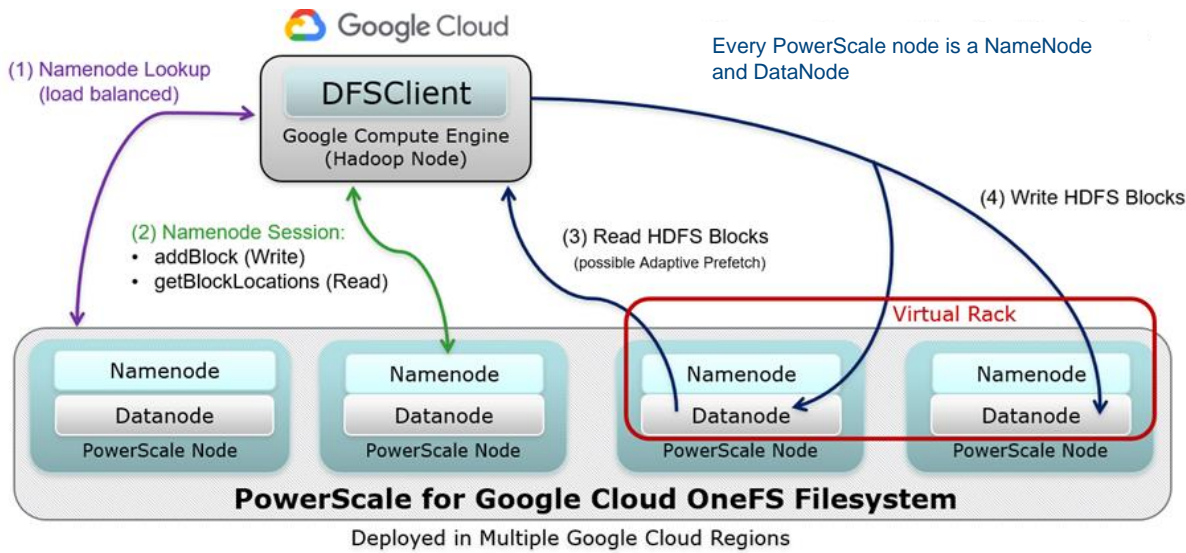 Google Cloud
Every PowerScale node is a NameNode
and DataNode
(1) Namenode Lookup
(load balanced)
DFSClient
Google Compute Engine
(Hadoop Node)
(4) Write HDFS Blocks
(2) Namenode Session:
• addBlock (Write)
• getBlockLocations (Read)
(3) Read HDFS Blocks
(possible Adaptive Prefetch)
Virtual Rack
Namenode
Datanode
PowerScale Node
Namenode
Datanode
PowerScale Node
Namenode
Datanode
PowerScale Node
Namenode
Datanode
PowerScale Node
PowerScale for Google Cloud OneFS Filesystem
Deployed in Multiple Google Cloud Regions